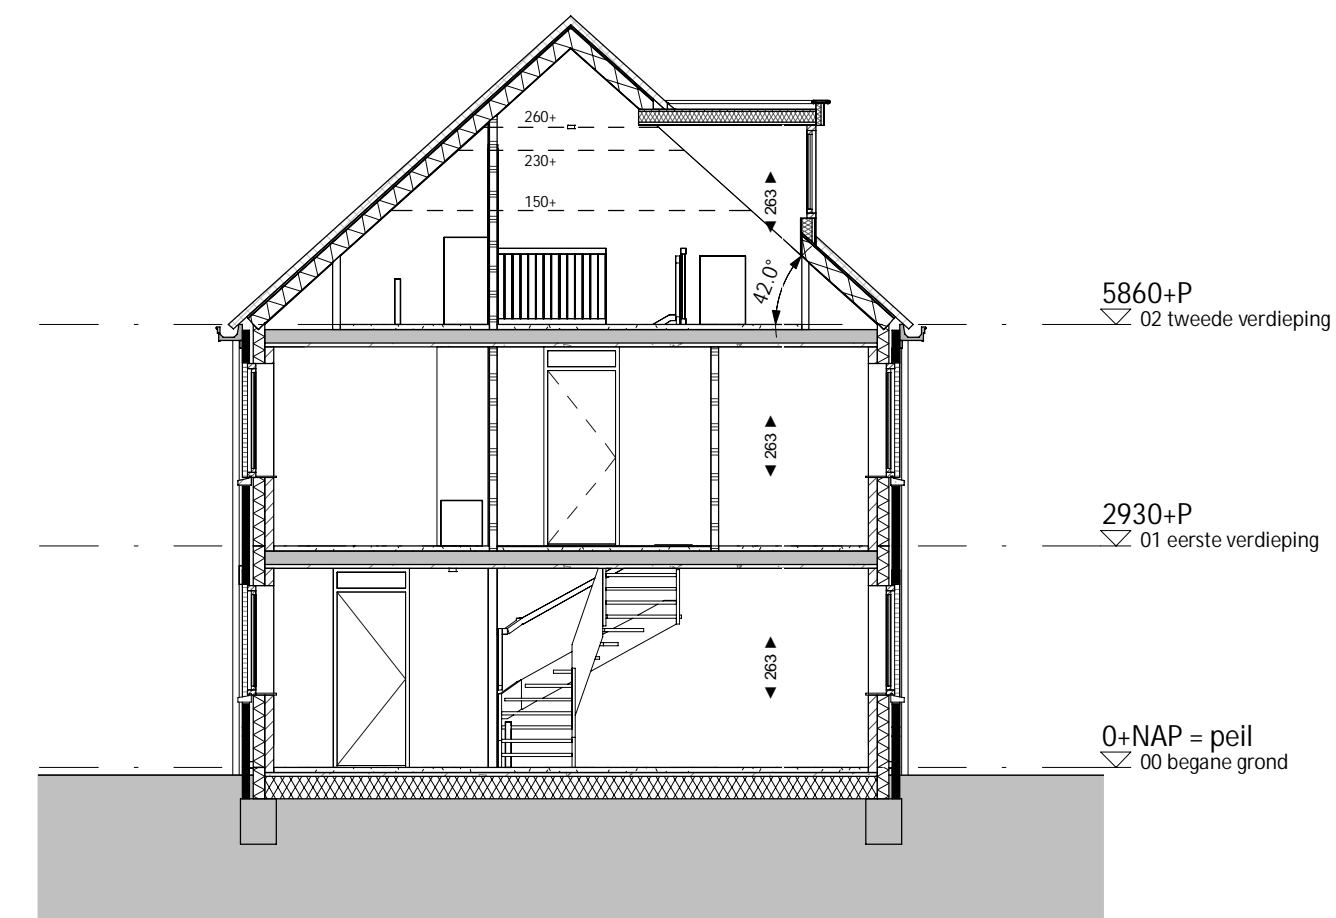 260+
230+
150+
263
42.0°
5860+P
02 tweede verdieping
263
2930+P
01 eerste verdieping
263
0+NAP = peil
00 begane grond